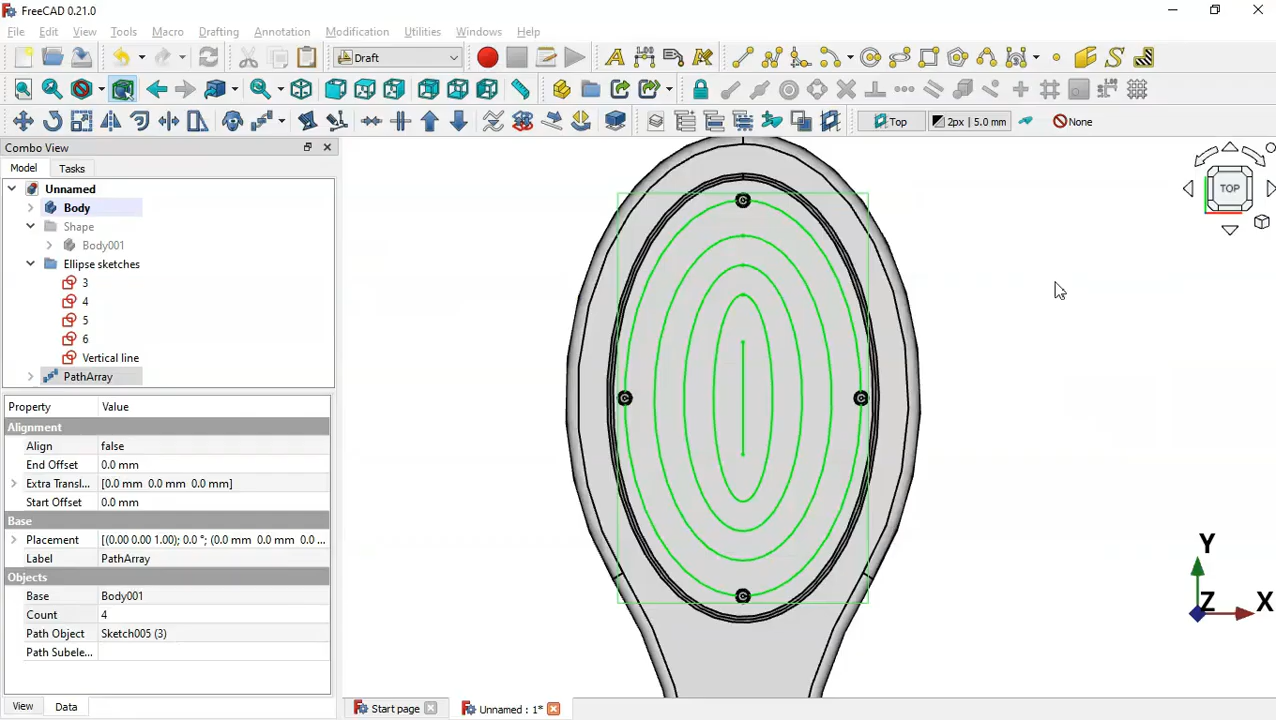 FreeCAD 0.21.0
File Edit View Tools Macro Drafting Annotation Modification Utilities Windows Help
Draft
Top 2px | 5.0 mm None
Combo View
Model Tasks
Unnamed
Body
Shape
Body001
Ellipse sketches
3
4
5
6
Vertical line
PathArray
Property Value
Alignment
Align false
End Offset 0.0 mm
Extra Transl... [0.0 mm 0.0 mm 0.0 mm]
Start Offset 0.0 mm
Base
Placement [(0.00 0.00 1.00); 0.0 °; (0.0 mm 0.0 mm 0.0 ...
Label PathArray
Objects
Base Body001
Count 4
Path Object Sketch005 (3)
Path Subele...
View Data
Start page Unnamed : 1*
TOP
Y
Z X